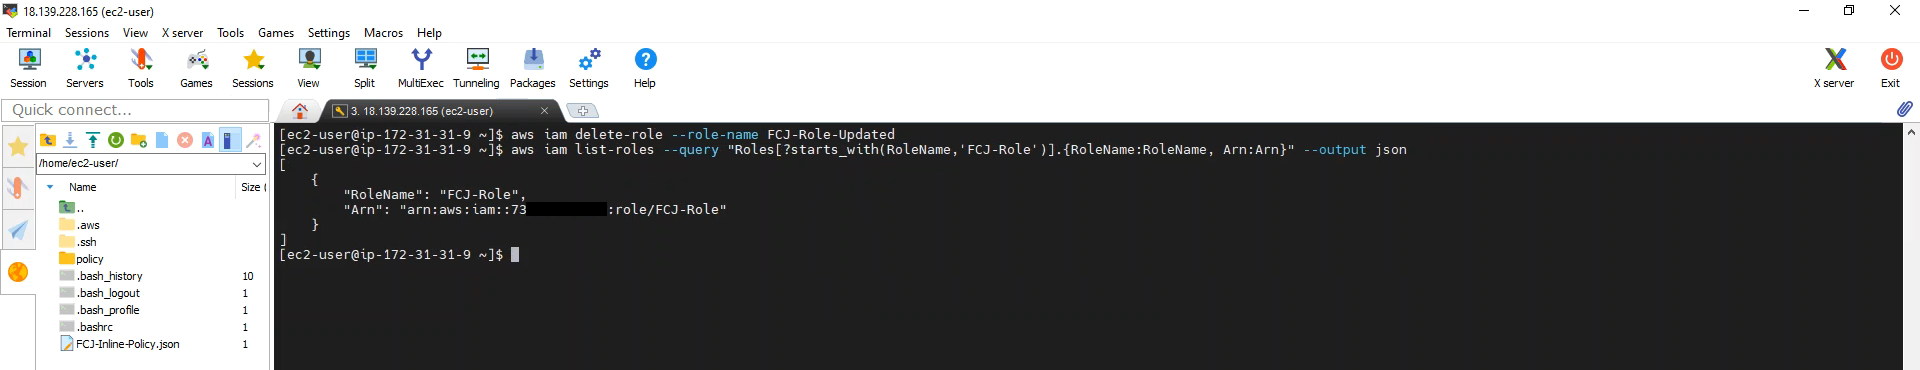 18.139.228.165 (ec2-user)
Terminal Sessions View X server Tools Games Settings Macros Help
Session Servers Tools Games Sessions View Split MultiExec Tunneling Packages Settings Help X server Exit
Quick connect...
3. 18.139.228.165 (ec2-user)
/home/ec2-user/
Name Size (
..
.aws
.ssh
policy
.bash_history 10
.bash_logout 1
.bash_profile 1
.bashrc 1
FCJ-Inline-Policy.json 1
[ec2-user@ip-172-31-31-9 ~]$ aws iam delete-role --role-name FCJ-Role-Updated
[ec2-user@ip-172-31-31-9 ~]$ aws iam list-roles --query "Roles[?starts_with(RoleName,'FCJ-Role')].{RoleName:RoleName, Arn:Arn}" --output json
[
{
"RoleName": "FCJ-Role",
"Arn": "arn:aws:iam::73 :role/FCJ-Role"
}
]
[ec2-user@ip-172-31-31-9 ~]$